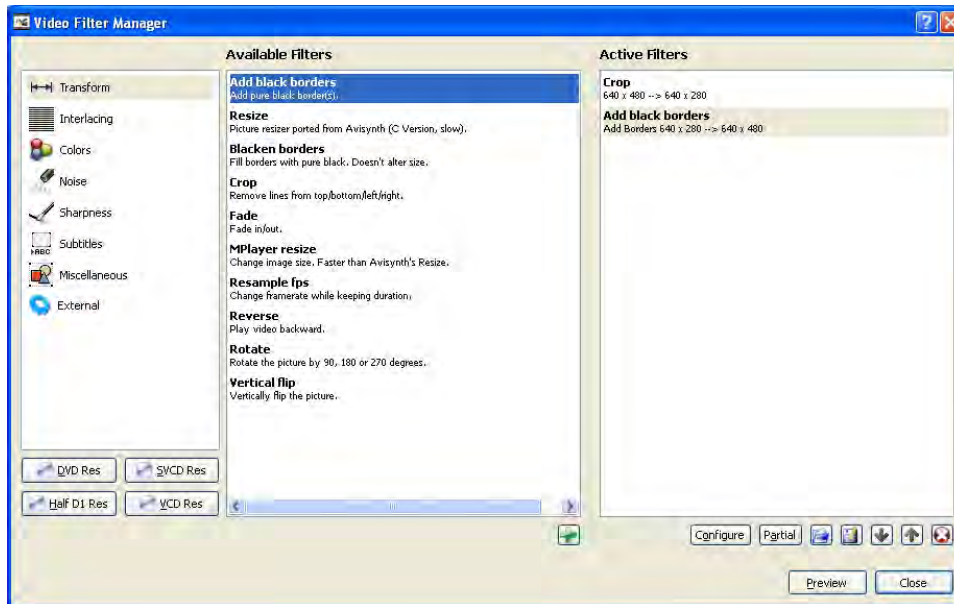 Video Filter Manager
Available Filters
Active Filters
Transform
Interlacing
Colors
Noise
Sharpness
Subtitles
Miscellaneous
External
DVD Res
SVCD Res
Half D1 Res
VCD Res
Add black borders
Add pure black border(s).
Resize
Picture resizer ported from Avisynth (C Version, slow).
Blacken borders
Fill borders with pure black. Doesn't alter size.
Crop
Remove lines from top/bottom/left/right.
Fade
Fade in/out.
MPlayer resize
Change image size. Faster than Avisynth's Resize.
Resample fps
Change framerate while keeping duration.
Reverse
Play video backward.
Rotate
Rotate the picture by 90, 180 or 270 degrees.
Vertical flip
Vertically flip the picture.
Crop
640 x 480 --> 640 x 280
Add black borders
Add Borders 640 x 280 --> 640 x 480
Configure
Partial
Preview
Close